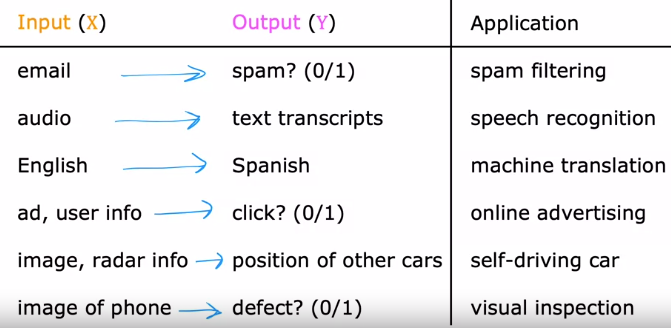 Input (X) Output (Y) Application
email spam? (0/1) spam filtering
audio text transcripts speech recognition
English Spanish machine translation
ad, user info click? (0/1) online advertising
image, radar info position of other cars self-driving car
image of phone defect? (0/1) visual inspection